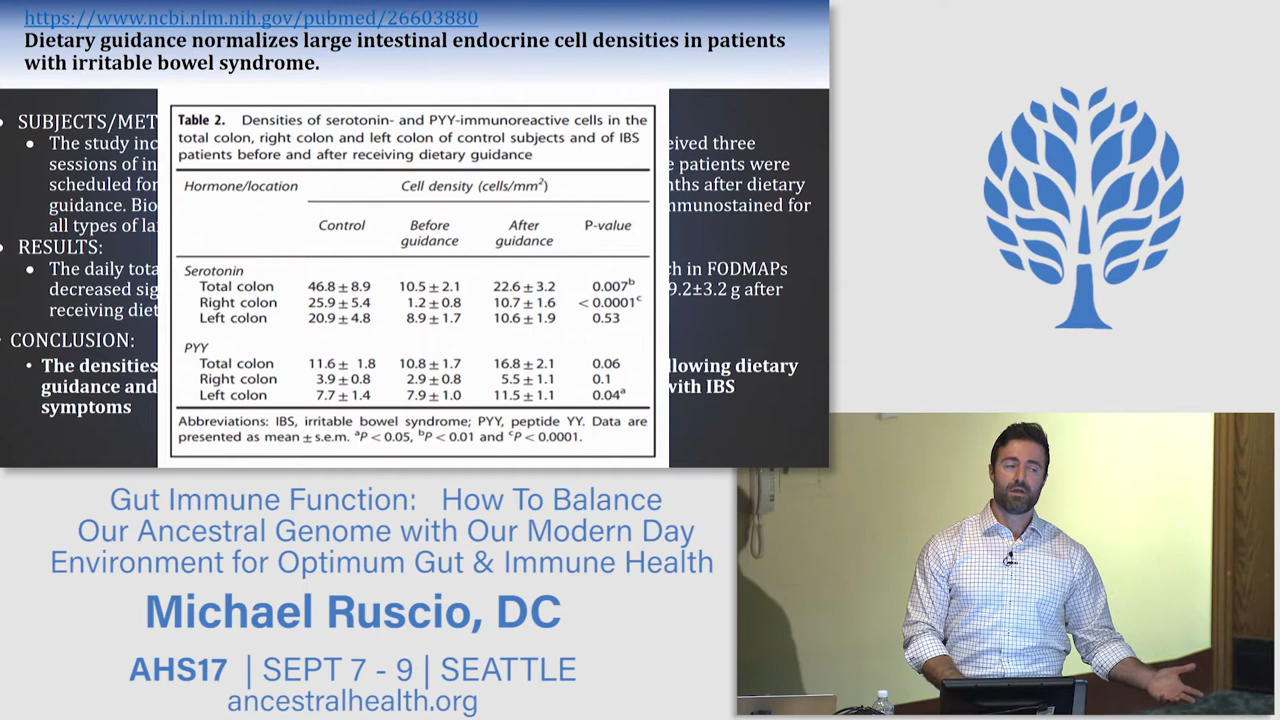 https://www.ncbi.nlm.nih.gov/pubmed/26603880
Dietary guidance normalizes large intestinal endocrine cell densities in patients
with irritable bowel syndrome.
• SUBJECTS/MET
• The study inc
sessions of in
scheduled for
guidance. Bio
all types of la
• RESULTS:
• The daily tota
decreased sig
receiving diet
• CONCLUSION:
• The densities
guidance and
symptoms
Table 2. Densities of serotonin- and PYY-immunoreactive cells in the
total colon, right colon and left colon of control subjects and of IBS
patients before and after receiving dietary guidance
Hormone/location Cell density (cells/mm²)
Control Before guidance After guidance P-value
Serotonin
Total colon 46.8 ± 8.9 10.5 ± 2.1 22.6 ± 3.2 0.007ᵇ
Right colon 25.9 ± 5.4 1.2 ± 0.8 10.7 ± 1.6 < 0.0001ᶜ
Left colon 20.9 ± 4.8 8.9 ± 1.7 10.6 ± 1.9 0.53
PYY
Total colon 11.6 ± 1.8 10.8 ± 1.7 16.8 ± 2.1 0.06
Right colon 3.9 ± 0.8 2.9 ± 0.8 5.5 ± 1.1 0.1
Left colon 7.7 ± 1.4 7.9 ± 1.0 11.5 ± 1.1 0.04ᵃ
Abbreviations: IBS, irritable bowel syndrome; PYY, peptide YY. Data are
presented as mean ± s.e.m. ᵃP < 0.05, ᵇP < 0.01 and ᶜP < 0.0001.
eived three
e patients were
nths after dietary
mmunostained for
ch in FODMAPs
9.2±3.2 g after
llowing dietary
with IBS
Gut Immune Function: How To Balance
Our Ancestral Genome with Our Modern Day
Environment for Optimum Gut & Immune Health
Michael Ruscio, DC
AHS17 | SEPT 7 - 9 | SEATTLE
ancestralhealth.org